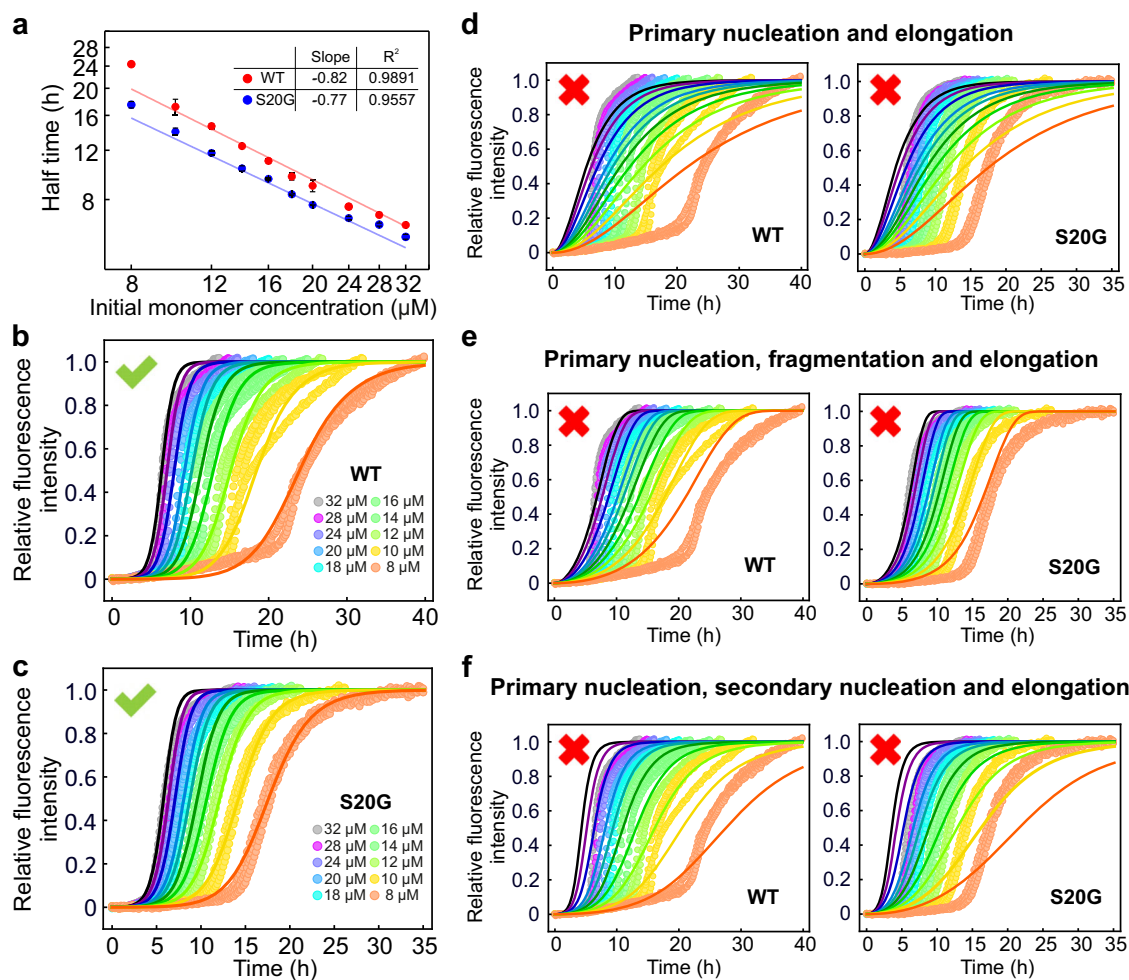 a
Half time (h)
28
24
20
16
12
8
Slope R²
WT -0.82 0.9891
S20G -0.77 0.9557
8 12 16 20 24 28 32
Initial monomer concentration (µM)
b
Relative fluorescence
intensity
1.0
0.8
0.6
0.4
0.2
0
WT
32 µM 16 µM
28 µM 14 µM
24 µM 12 µM
20 µM 10 µM
18 µM 8 µM
0 10 20 30 40
Time (h)
c
Relative fluorescence
intensity
1.0
0.8
0.6
0.4
0.2
0
S20G
32 µM 16 µM
28 µM 14 µM
24 µM 12 µM
20 µM 10 µM
18 µM 8 µM
0 5 10 15 20 25 30 35
Time (h)
d
Primary nucleation and elongation
Relative fluorescence
intensity
1.0
0.8
0.6
0.4
0.2
0
WT
0 10 20 30 40
Time (h)
1.0
0.8
0.6
0.4
0.2
0
S20G
0 5 10 15 20 25 30 35
Time (h)
e
Primary nucleation, fragmentation and elongation
Relative fluorescence
intensity
1.0
0.8
0.6
0.4
0.2
0
WT
0 10 20 30 40
Time (h)
1.0
0.8
0.6
0.4
0.2
0
S20G
0 5 10 15 20 25 30 35
Time (h)
f
Primary nucleation, secondary nucleation and elongation
Relative fluorescence
intensity
1.0
0.8
0.6
0.4
0.2
0
WT
0 10 20 30 40
Time (h)
1.0
0.8
0.6
0.4
0.2
0
S20G
0 5 10 15 20 25 30 35
Time (h)